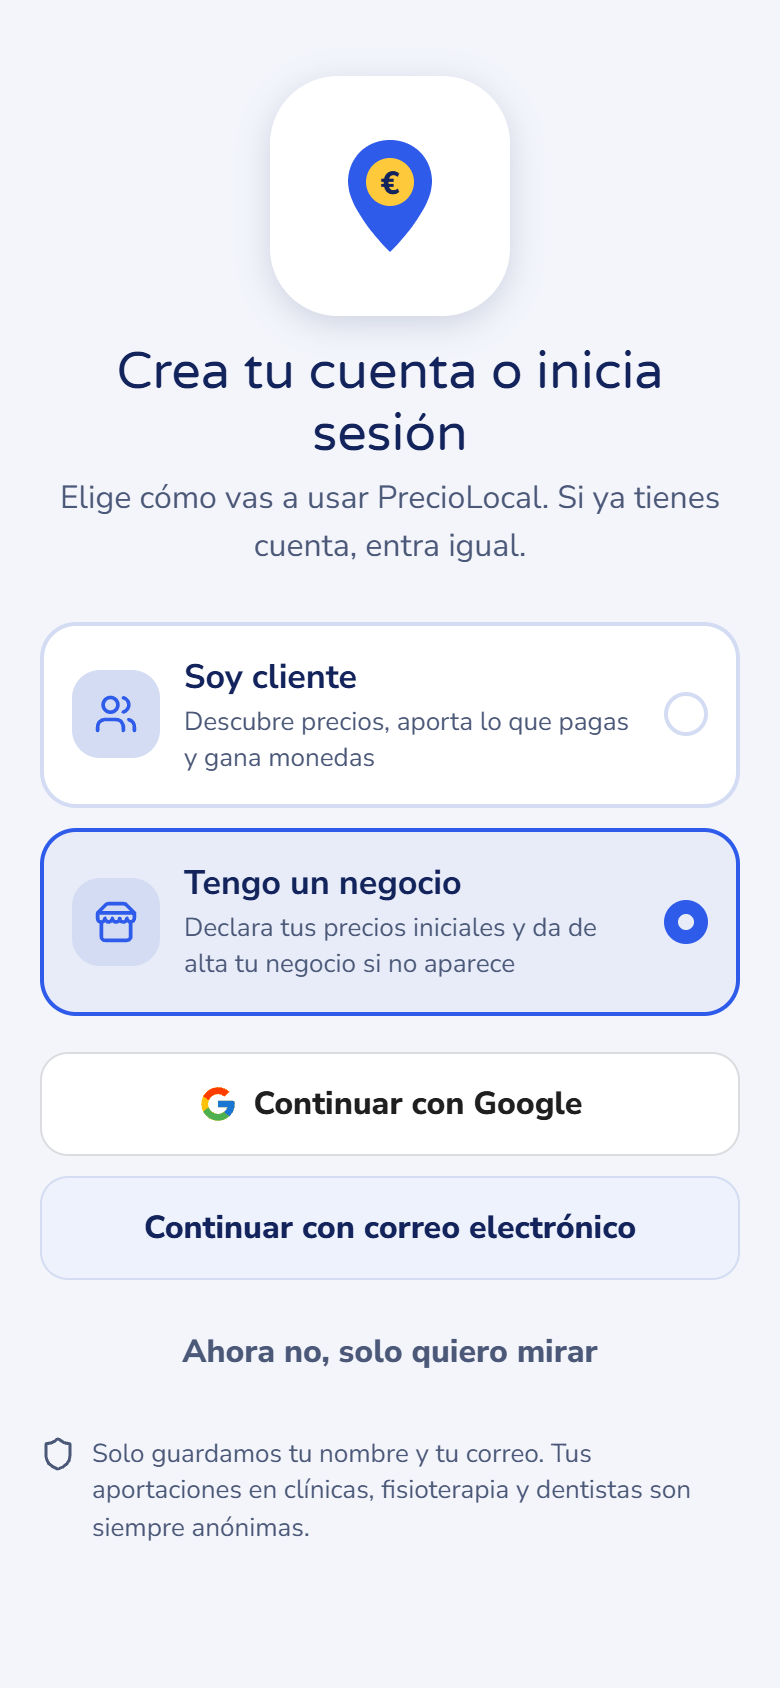 €
Crea tu cuenta o inicia
sesión
Elige cómo vas a usar PrecioLocal. Si ya tienes
cuenta, entra igual.
Soy cliente
Descubre precios, aporta lo que pagas
y gana monedas
Tengo un negocio
Declara tus precios iniciales y da de
alta tu negocio si no aparece
Continuar con Google
Continuar con correo electrónico
Ahora no, solo quiero mirar
Solo guardamos tu nombre y tu correo. Tus
aportaciones en clínicas, fisioterapia y dentistas son
siempre anónimas.